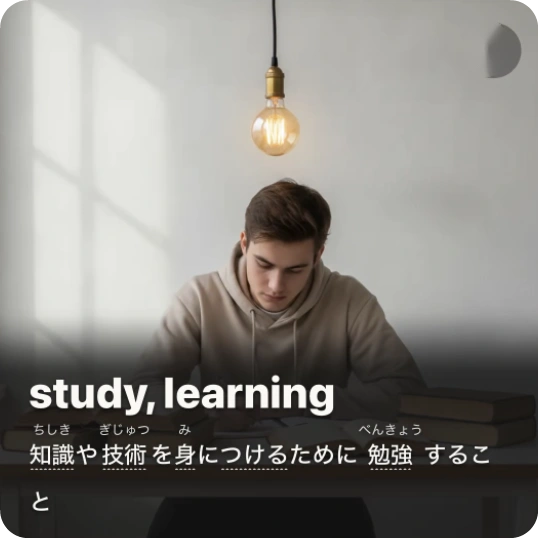 study, learning
ちしき ぎじゅつ み べんきょう
知識や技術を身につけるために勉強するこ
と